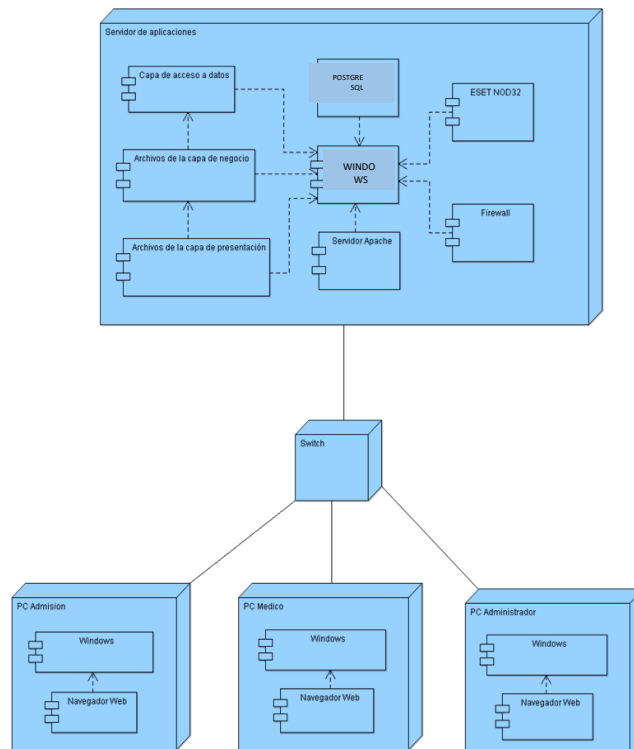 Servidor de aplicaciones
Capa de acceso a datos
POSTGRE
SQL
ESET NOD32
Archivos de la capa de negocio
WINDO
WS
Archivos de la capa de presentación
Servidor Apache
Firewall
Switch
PC Admision
Windows
Navegador Web
PC Medico
Windows
Navegador Web
PC Administrador
Windows
Navegador Web